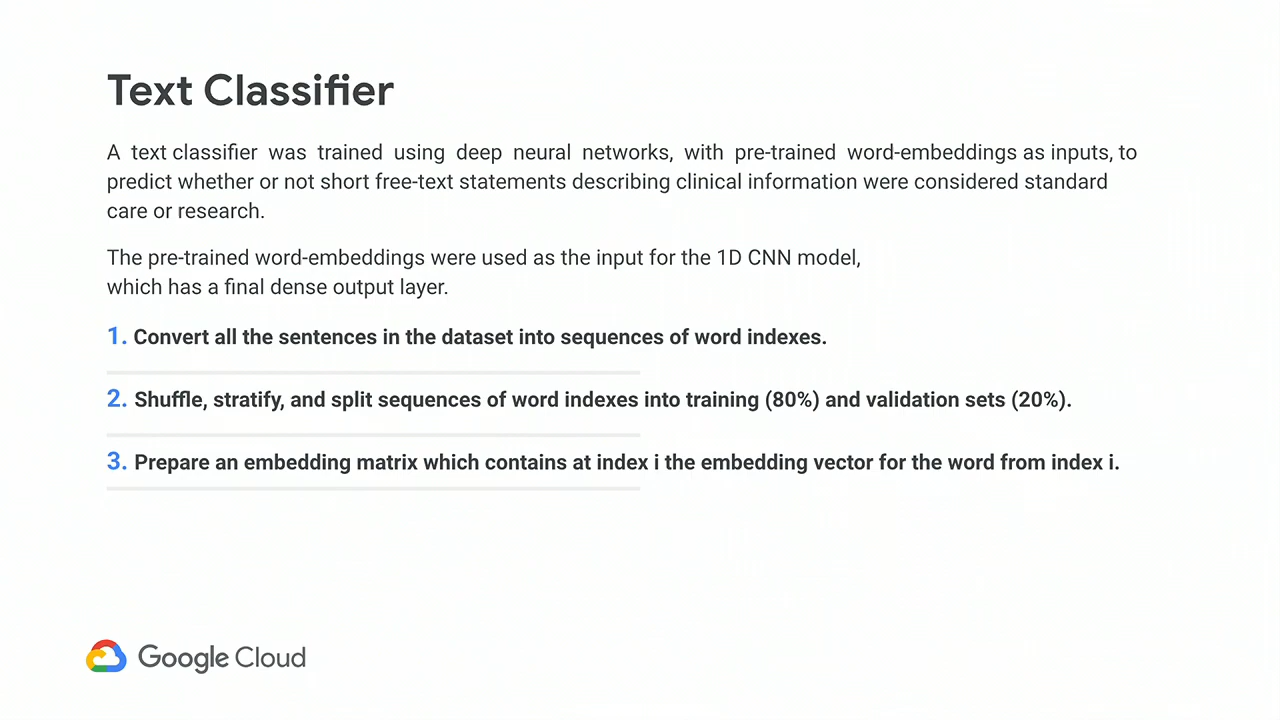 Text Classifier
A text classifier was trained using deep neural networks, with pre-trained word-embeddings as inputs, to
predict whether or not short free-text statements describing clinical information were considered standard
care or research.
The pre-trained word-embeddings were used as the input for the 1D CNN model,
which has a final dense output layer.
1. Convert all the sentences in the dataset into sequences of word indexes.
2. Shuffle, stratify, and split sequences of word indexes into training (80%) and validation sets (20%).
3. Prepare an embedding matrix which contains at index i the embedding vector for the word from index i.
Google Cloud